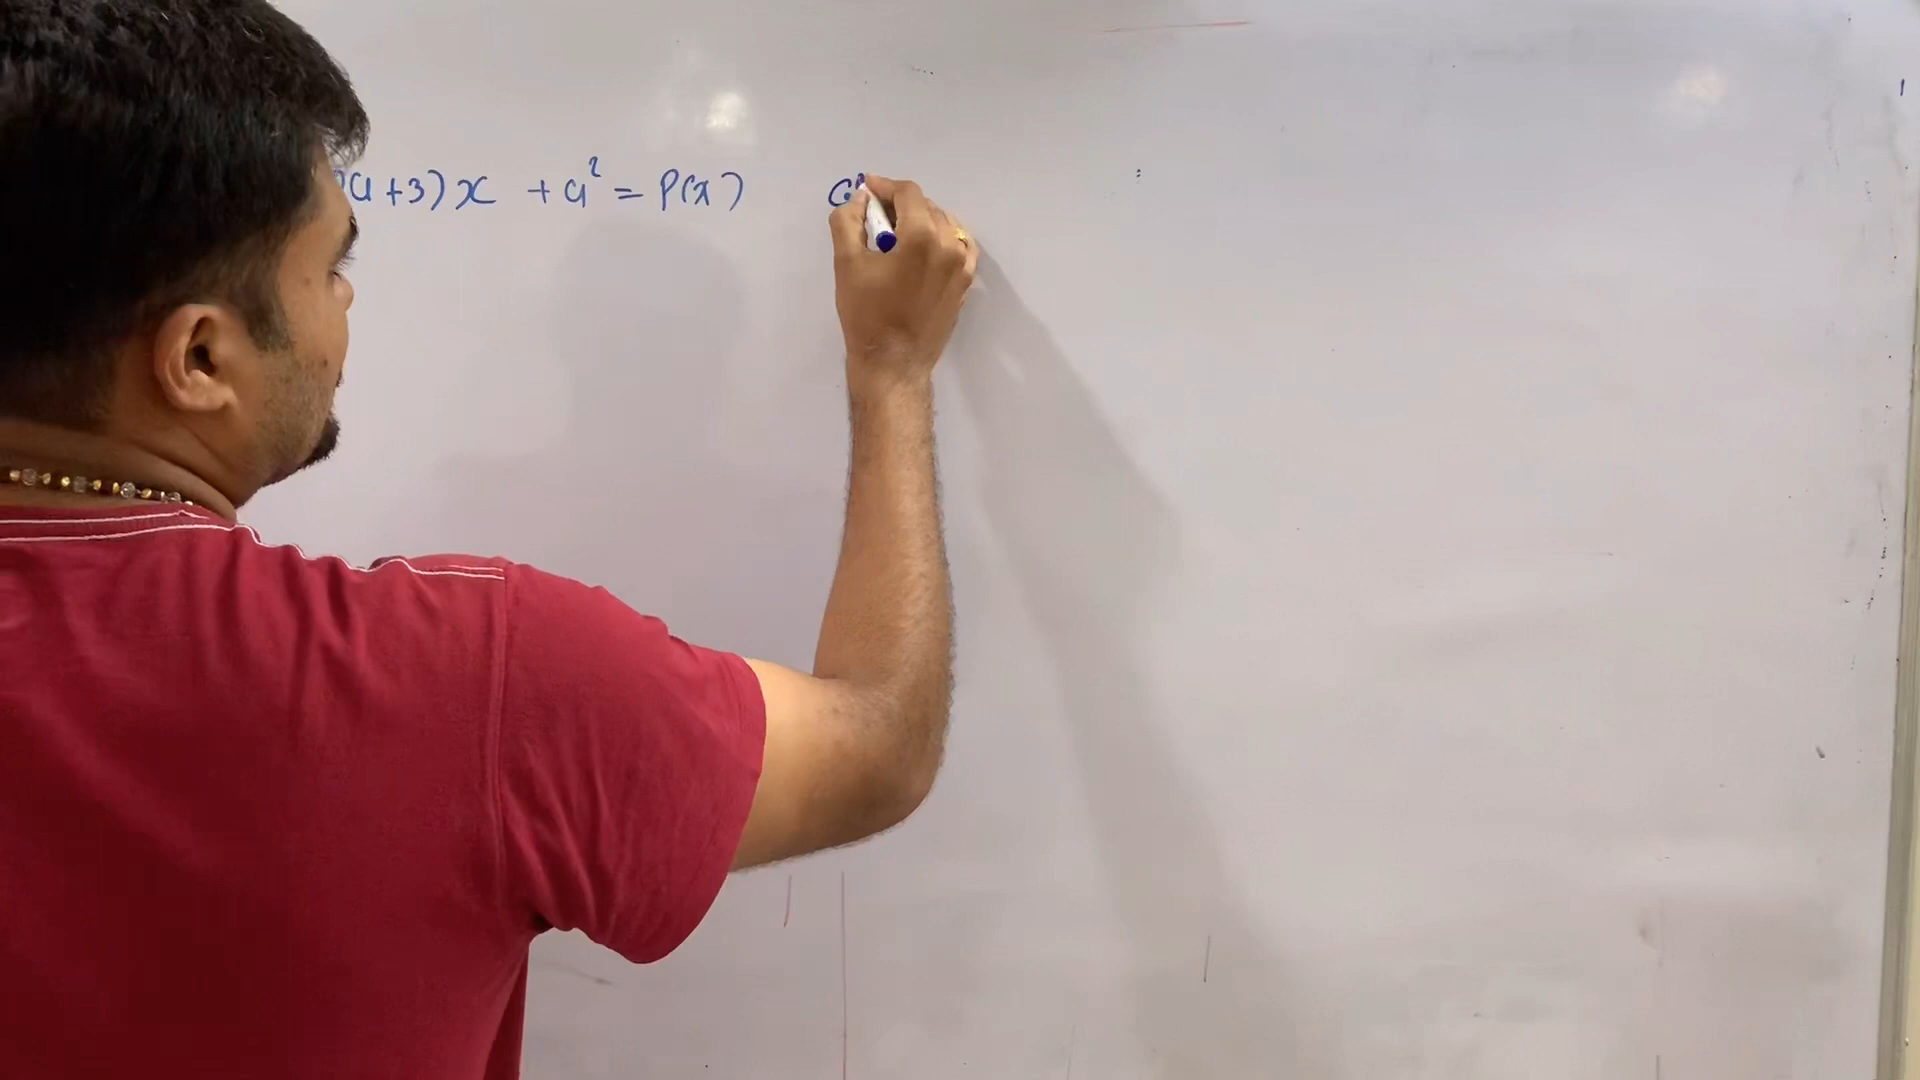 a+3)x + a² = P(x)